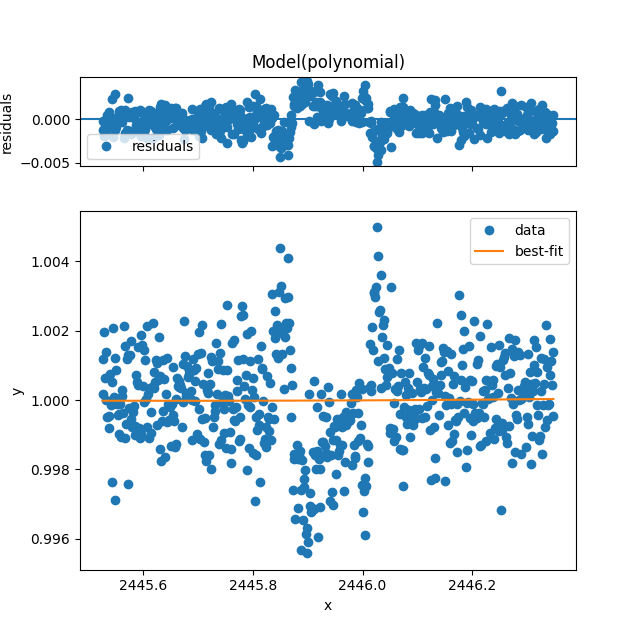 Model(polynomial)
residuals
0.000
−0.005
residuals
y
1.004
1.002
1.000
0.998
0.996
data
best-fit
2445.6
2445.8
2446.0
2446.2
x